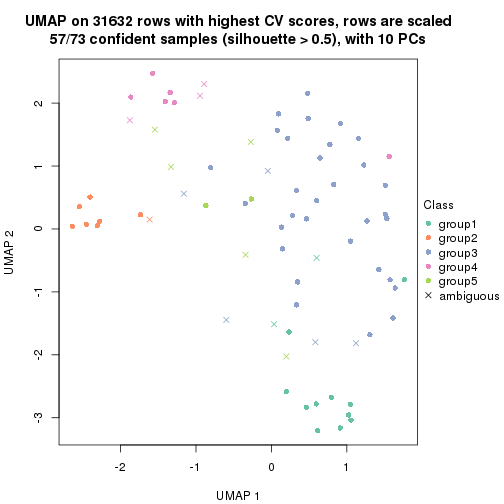 UMAP on 31632 rows with highest CV scores, rows are scaled
57/73 confident samples (silhouette > 0.5), with 10 PCs
2
1
0
-1
-2
-3
UMAP 2
-2
-1
0
1
UMAP 1
Class
group1
group2
group3
group4
group5
ambiguous